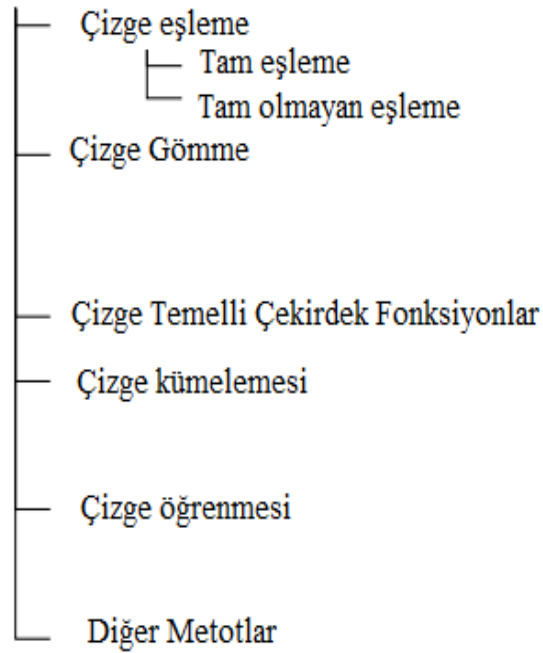 Çizge eşleme
Tam eşleme
Tam olmayan eşleme
Çizge Gömme
Çizge Temelli Çekirdek Fonksiyonlar
Çizge kümelemesi
Çizge öğrenmesi
Diğer Metotlar